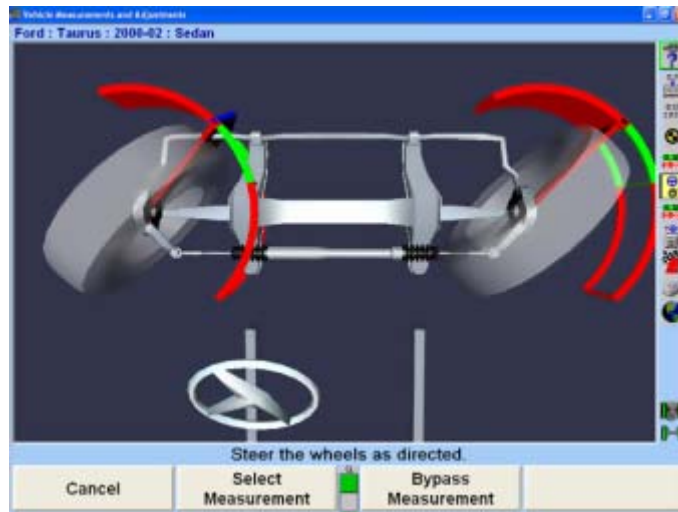 Vehicle Measurements and Adjustments
Ford : Taurus : 2000-02 : Sedan
Steer the wheels as directed.
Cancel
Select
Measurement
Bypass
Measurement